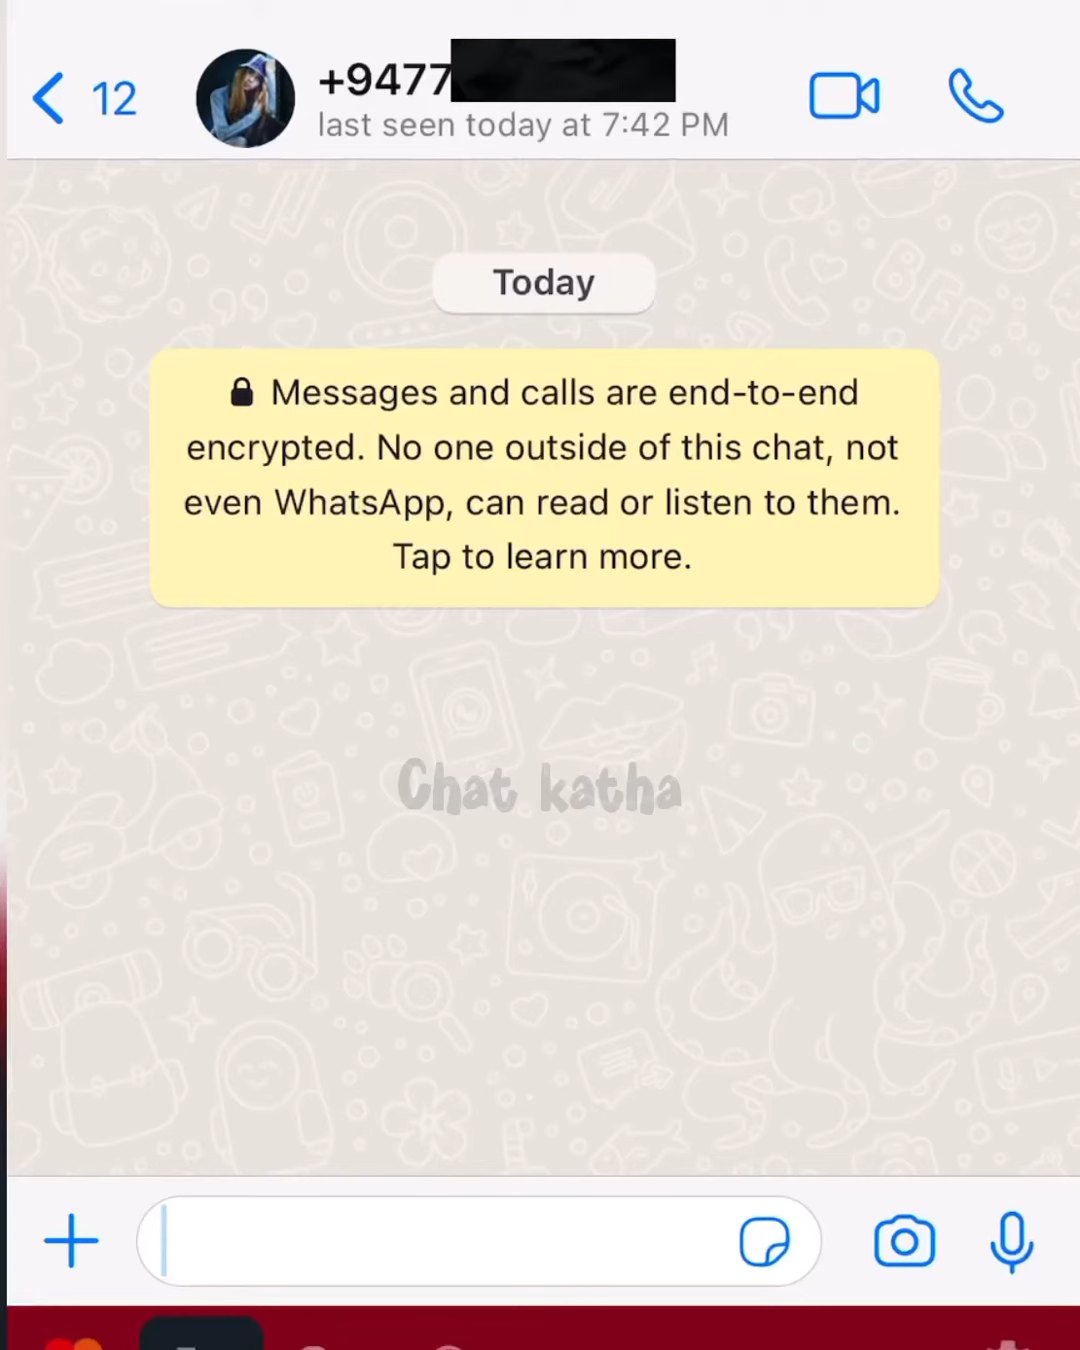 12
+9477
last seen today at 7:42 PM
Today
Messages and calls are end-to-end
encrypted. No one outside of this chat, not
even WhatsApp, can read or listen to them.
Tap to learn more.
Chat katha